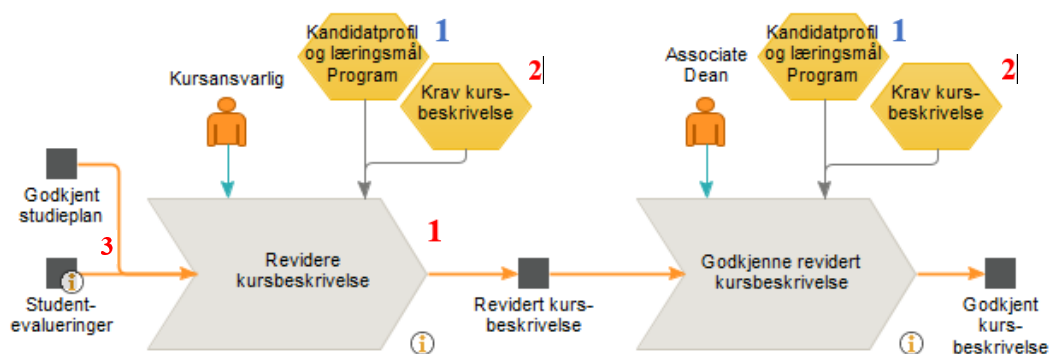 Kandidatprofil
og læringsmål
Program
1
2
Krav kurs-
beskrivelse
Kursansvarlig
Godkjent
studieplan
3
Student-
evalueringer
Revidere
kursbeskrivelse
1
Revidert kurs-
beskrivelse
Associate
Dean
Kandidatprofil
og læringsmål
Program
1
2
Krav kurs-
beskrivelse
Godkjenne revidert
kursbeskrivelse
Godkjent
kurs-
beskrivelse